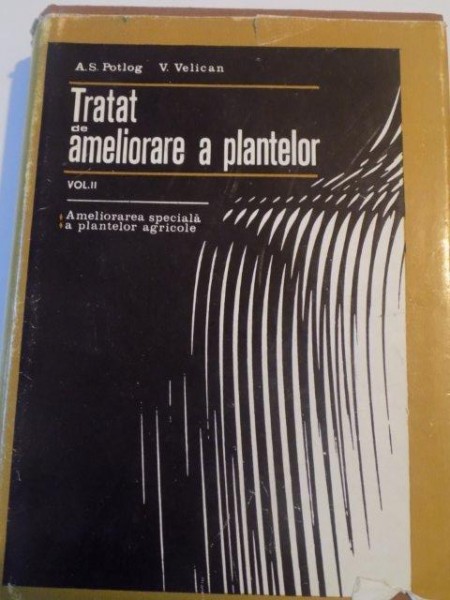 A.S. Potlog V. Velican
Tratat
de
ameliorare a plantelor
VOL.II
Ameliorarea specială
a plantelor agricole